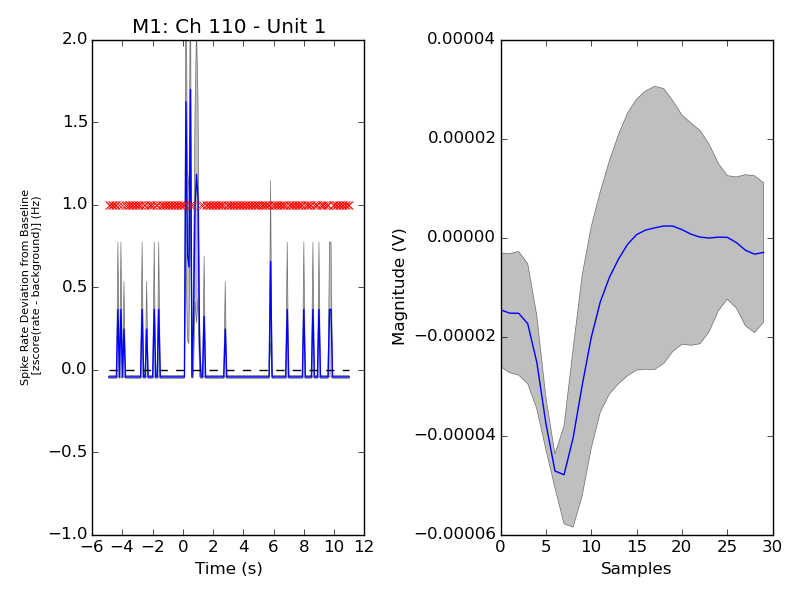 M1: Ch 110 - Unit 1
2.0
1.5
1.0
0.5
0.0
−0.5
−1.0
−6 −4 −2 0 2 4 6 8 10 12
Time (s)
Spike Rate Deviation from Baseline
[zscore(rate - background)] (Hz)
0.00004
0.00002
0.00000
−0.00002
−0.00004
−0.00006
0 5 10 15 20 25 30
Samples
Magnitude (V)